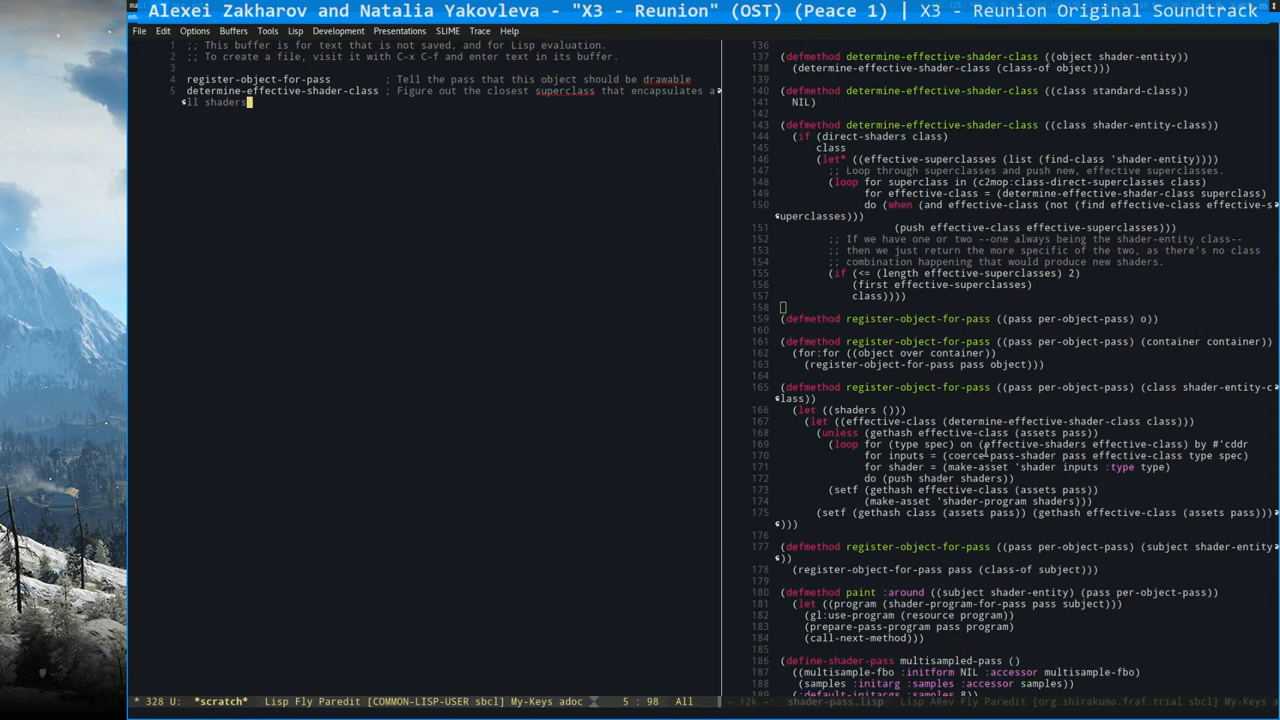 Alexei Zakharov and Natalia Yakovleva - "X3 - Reunion" (OST) (Peace 1) | X3 - Reunion Original Soundtrack
File Edit Options Buffers Tools Lisp Development Presentations SLIME Trace Help
1 ;; This buffer is for text that is not saved, and for Lisp evaluation.
2 ;; To create a file, visit it with C-x C-f and enter text in its buffer.
3
4 register-object-for-pass ; Tell the pass that this object should be drawable
5 determine-effective-shader-class ; Figure out the closest superclass that encapsulates a
ll shaders
* 328 U: *scratch* Lisp Fly Paredit [COMMON-LISP-USER sbcl] My-Keys adoc 5 : 98 All
136
137 (defmethod determine-effective-shader-class ((object shader-entity))
138 (determine-effective-shader-class (class-of object)))
139
140 (defmethod determine-effective-shader-class ((class standard-class))
141 NIL)
142
143 (defmethod determine-effective-shader-class ((class shader-entity-class))
144 (if (direct-shaders class)
145 class
146 (let* ((effective-superclasses (list (find-class 'shader-entity))))
147 ;; Loop through superclasses and push new, effective superclasses.
148 (loop for superclass in (c2mop:class-direct-superclasses class)
149 for effective-class = (determine-effective-shader-class superclass)
150 do (when (and effective-class (not (find effective-class effective-s
uperclasses)))
151 (push effective-class effective-superclasses)))
152 ;; If we have one or two --one always being the shader-entity class--
153 ;; then we just return the more specific of the two, as there's no class
154 ;; combination happening that would produce new shaders.
155 (if (<= (length effective-superclasses) 2)
156 (first effective-superclasses)
157 class))))
158
159 (defmethod register-object-for-pass ((pass per-object-pass) o))
160
161 (defmethod register-object-for-pass ((pass per-object-pass) (container container))
162 (for:for ((object over container))
163 (register-object-for-pass pass object)))
164
165 (defmethod register-object-for-pass ((pass per-object-pass) (class shader-entity-c
lass))
166 (let ((shaders ()))
167 (let ((effective-class (determine-effective-shader-class class)))
168 (unless (gethash effective-class (assets pass))
169 (loop for (type spec) on (effective-shaders effective-class) by #'cddr
170 for inputs = (coerce-pass-shader pass effective-class type spec)
171 for shader = (make-asset 'shader inputs :type type)
172 do (push shader shaders))
173 (setf (gethash effective-class (assets pass))
174 (make-asset 'shader-program shaders)))
175 (setf (gethash class (assets pass)) (gethash effective-class (assets pass)))
)))
176
177 (defmethod register-object-for-pass ((pass per-object-pass) (subject shader-entity
))
178 (register-object-for-pass pass (class-of subject)))
179
180 (defmethod paint :around ((subject shader-entity) (pass per-object-pass))
181 (let ((program (shader-program-for-pass pass subject)))
182 (gl:use-program (resource program))
183 (prepare-pass-program pass program)
184 (call-next-method)))
185
186 (define-shader-pass multisampled-pass ()
187 ((multisample-fbo :initform NIL :accessor multisample-fbo)
188 (samples :initarg :samples :accessor samples))
189 (:default-initargs :samples 8))
- 12k shader-pass.lisp Lisp ARev Fly Paredit [org.shirakumo.fraf.trial sbcl] My-Keys